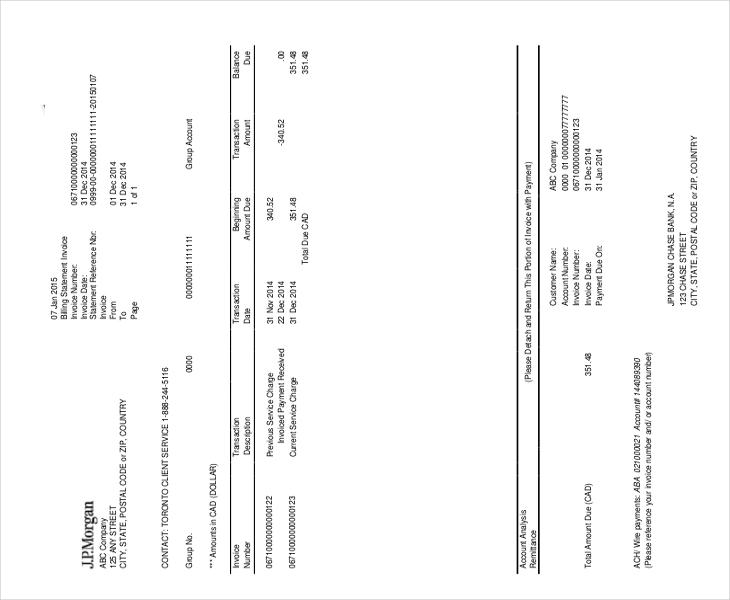 07 Jan 2015
Billing Statement Invoice
Invoice Number: 067100000000123
Invoice Date: 31 Dec 2014
Statement Reference Nbr: 0999-00-000000011111111-20150107
Invoice
From 01 Dec 2014
To 31 Dec 2014
Page 1 of 1
J.P.Morgan
ABC Company
125 ANY STREET
CITY, STATE, POSTAL CODE or ZIP, COUNTRY
CONTACT: TORONTO CLIENT SERVICE 1-888-244-5116
Group No. 0000 000000011111111 Group Account
*** Amounts in CAD (DOLLAR)
Invoice Transaction Transaction Beginning Transaction Balance
Number Description Date Amount Due Amount Due
067100000000122 Previous Service Charge 31 Nov 2014 340.52
Invoiced Payment Received 22 Dec 2014 -340.52 .00
067100000000123 Current Service Charge 31 Dec 2014 351.48 351.48
Total Due CAD 351.48
Account Analysis (Please Detach and Return This Portion of Invoice with Payment)
Remittance
Customer Name: ABC Company
Account Number: 0000 01 000000077777777
Invoice Number: 067100000000123
Invoice Date: 31 Dec 2014
Total Amount Due (CAD) 351.48
Payment Due On: 31 Jan 2014
ACH/ Wire payments: ABA 021000021 Account# 144089390
(Please reference your invoice number and/ or account number)
JPMORGAN CHASE BANK, N.A.
123 CHASE STREET
CITY, STATE, POSTAL CODE or ZIP, COUNTRY